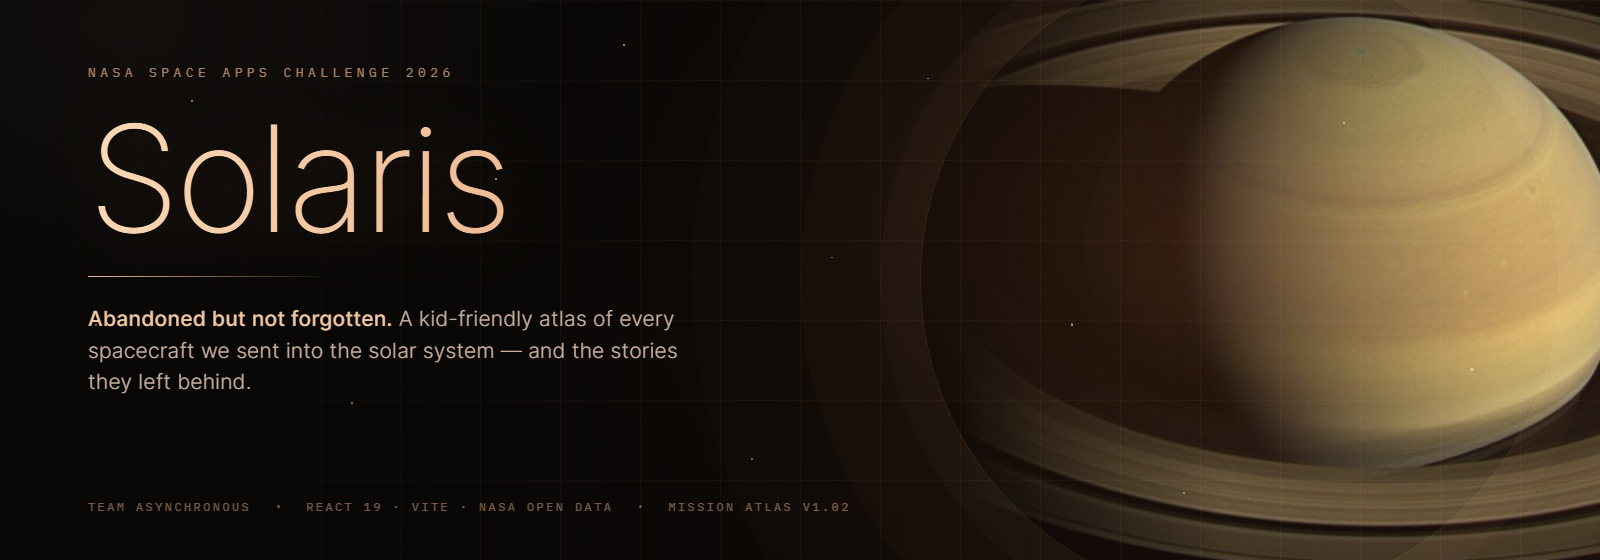 NASA SPACE APPS CHALLENGE 2026
Solaris
Abandoned but not forgotten. A kid-friendly atlas of every
spacecraft we sent into the solar system — and the stories
they left behind.
TEAM ASYNCHRONOUS • REACT 19 · VITE · NASA OPEN DATA • MISSION ATLAS V1.02